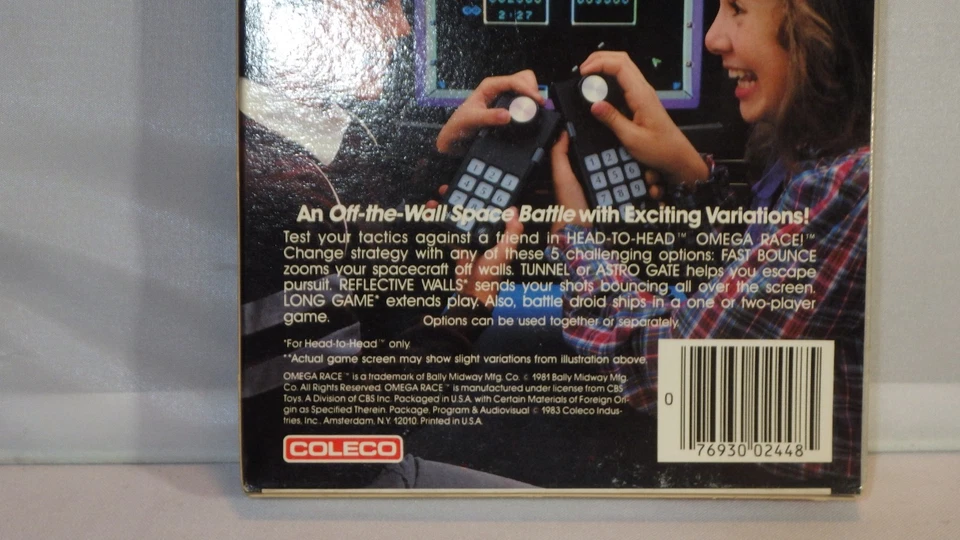 2:27
An Off-the-Wall Space Battle with Exciting Variations!
Test your tactics against a friend in HEAD-TO-HEAD™ OMEGA RACE!™
Change strategy with any of these 5 challenging options: FAST BOUNCE
zooms your spacecraft off walls. TUNNEL or ASTRO GATE helps you escape
pursuit. REFLECTIVE WALLS* sends your shots bouncing all over the screen.
LONG GAME* extends play. Also, battle droid ships in a one or two-player
game. Options can be used together or separately.
*For Head-to-Head™ only.
**Actual game screen may show slight variations from illustration above.
OMEGA RACE™ is a trademark of Bally Midway Mfg. Co. © 1981 Bally Midway Mfg.
Co. All Rights Reserved. OMEGA RACE™ is manufactured under license from CBS
Toys. A Division of CBS Inc. Packaged in U.S.A. with Certain Materials of Foreign Ori-
gin as Specified Therein. Package, Program & Audiovisual © 1983 Coleco Indus-
tries, Inc., Amsterdam, N.Y. 12010. Printed in U.S.A.
COLECO
0 76930 02448